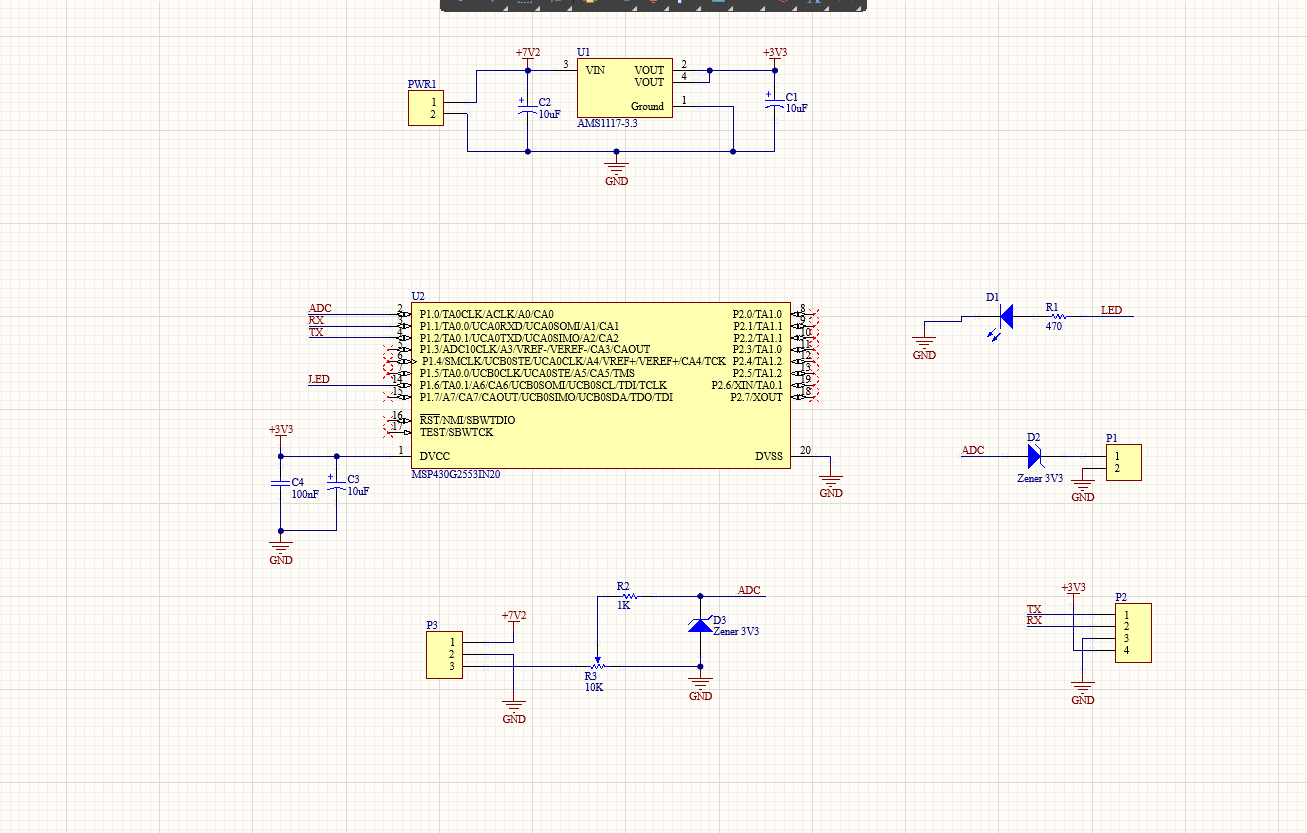 +7V2
U1
+3V3
3
VIN
VOUT
2
VOUT
4
PWR1
1
2
C2
10uF
Ground
1
C1
10uF
AMS1117-3.3
GND
U2
ADC
2
P1.0/TA0CLK/ACLK/A0/CA0
P2.0/TA1.0
8
RX
3
P1.1/TA0.0/UCA0RXD/UCA0SOMI/A1/CA1
P2.1/TA1.1
9
TX
4
P1.2/TA0.1/UCA0TXD/UCA0SIMO/A2/CA2
P2.2/TA1.1
10
5
P1.3/ADC10CLK/A3/VREF-/VEREF-/CA3/CAOUT
P2.3/TA1.0
11
6
P1.4/SMCLK/UCB0STE/UCA0CLK/A4/VREF+/VEREF+/CA4/TCK
P2.4/TA1.2
12
7
P1.5/TA0.0/UCB0CLK/UCA0STE/A5/CA5/TMS
P2.5/TA1.2
13
LED
14
P1.6/TA0.1/A6/CA6/UCB0SOMI/UCB0SCL/TDI/TCLK
P2.6/XIN/TA0.1
19
15
P1.7/A7/CA7/CAOUT/UCB0SIMO/UCB0SDA/TDO/TDI
P2.7/XOUT
18
16
RST/NMI/SBWTDIO
17
TEST/SBWTCK
+3V3
1
DVCC
DVSS
20
MSP430G2553IN20
C4
100nF
C3
10uF
GND
GND
D1
R1
470
LED
GND
ADC
D2
Zener 3V3
P1
1
2
GND
P3
1
2
3
+7V2
GND
R2
1K
ADC
D3
Zener 3V3
R3
10K
GND
+3V3
P2
TX
1
RX
2
3
4
GND